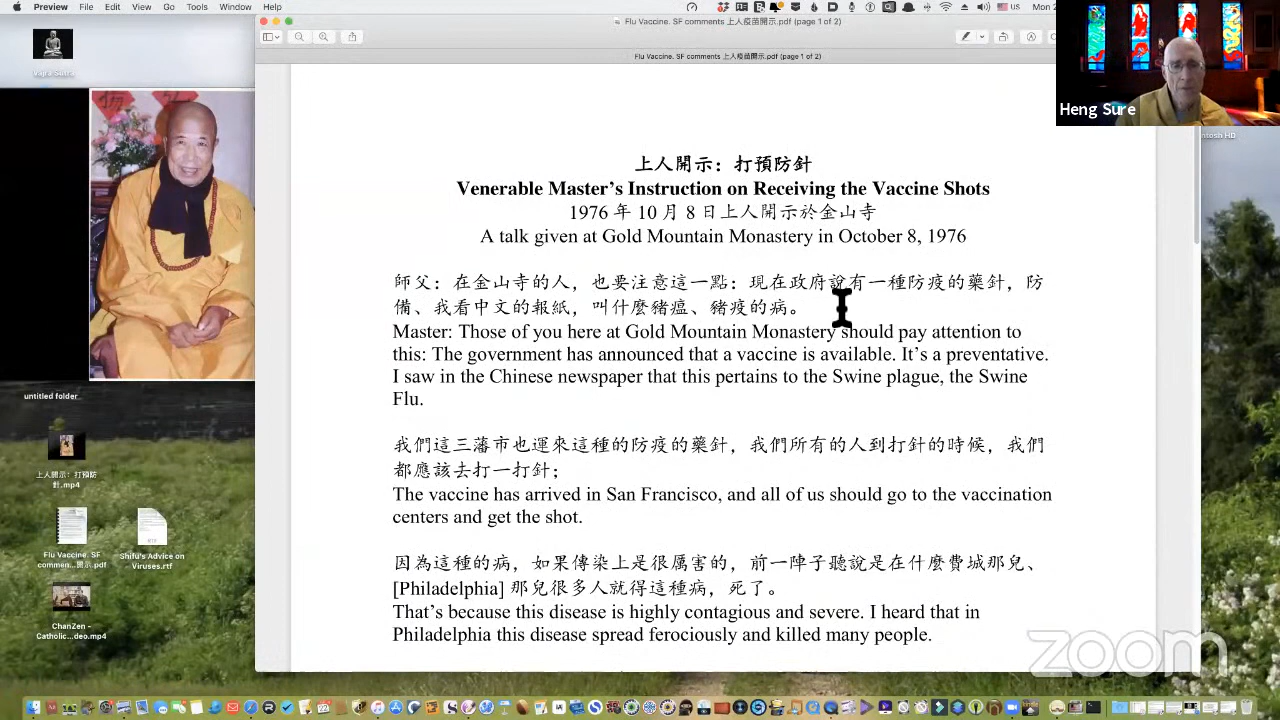 Preview File Edit View Go Tools Window Help
US Mon 2
Flu Vaccine. SF comments 上人疫苗開示.pdf (page 1 of 2)
Flu Vaccine. SF comments 上人疫苗開示.pdf (page 1 of 2)
Heng Sure
Vajra Sutra
untitled folder
上人開示：打預防
針.mp4
Flu Vaccine. SF
commen...開示.pdf
Shifu's Advice on
Viruses.rtf
ChanZen -
Catholic...deo.mp4
上人開示：打預防針
Venerable Master’s Instruction on Receiving the Vaccine Shots
1976 年 10 月 8 日上人開示於金山寺
A talk given at Gold Mountain Monastery in October 8, 1976
師父：在金山寺的人，也要注意這一點：現在政府說有一種防疫的藥針，防
備、我看中文的報紙，叫什麼豬瘟、豬疫的病。
Master: Those of you here at Gold Mountain Monastery should pay attention to
this: The government has announced that a vaccine is available. It’s a preventative.
I saw in the Chinese newspaper that this pertains to the Swine plague, the Swine
Flu.
我們這三藩市也運來這種的防疫的藥針，我們所有的人到打針的時候，我們
都應該去打一打針；
The vaccine has arrived in San Francisco, and all of us should go to the vaccination
centers and get the shot.
因為這種的病，如果傳染上是很厲害的，前一陣子聽說是在什麼費城那兒、
[Philadelphia] 那兒很多人就得這種病，死了。
That’s because this disease is highly contagious and severe. I heard that in
Philadelphia this disease spread ferociously and killed many people.
zoom